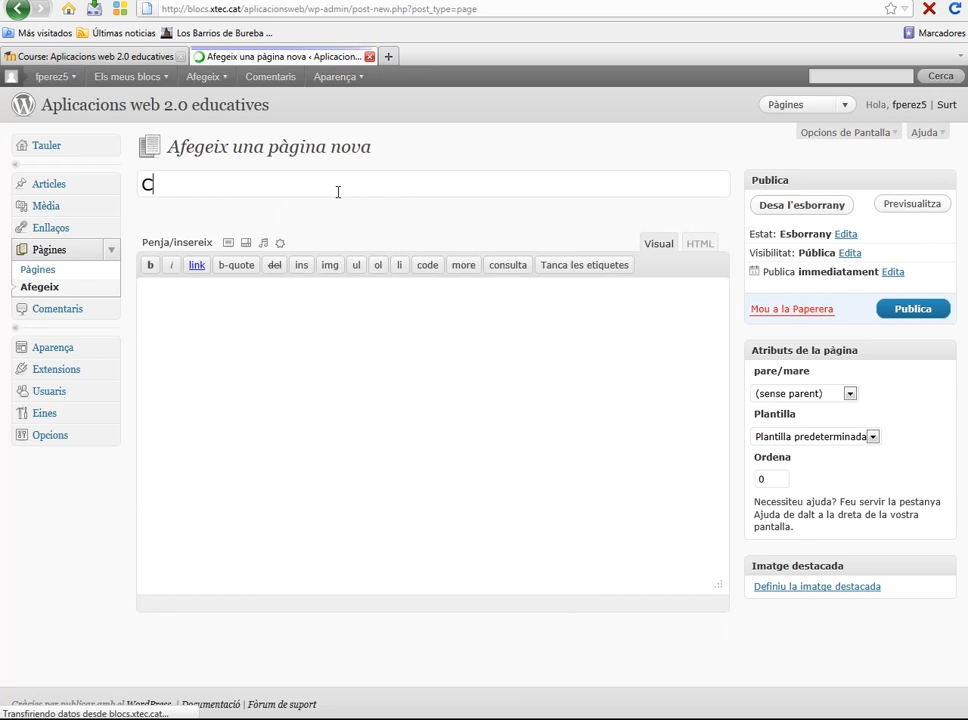 http://blocs.xtec.cat/aplicacionsweb/wp-admin/post-new.php?post_type=page
Más visitados Últimas noticias Los Barrios de Bureba ... Marcadores
Course: Aplicacions web 2.0 educatives Afegeix una pàgina nova ‹ Aplicacion...
fperez5 Els meus blocs Afegeix Comentaris Aparença Cerca
Aplicacions web 2.0 educatives Pàgines Hola, fperez5 | Surt
Opcions de Pantalla Ajuda
Tauler
Articles
Mèdia
Enllaços
Pàgines
Pàgines
Afegeix
Comentaris
Aparença
Extensions
Usuaris
Eines
Opcions
Afegeix una pàgina nova
C
Penja/insereix Visual HTML
b i link b-quote del ins img ul ol li code more consulta Tanca les etiquetes
Publica
Desa l'esborrany Previsualitza
Estat: Esborrany Edita
Visibilitat: Pública Edita
Publica immediatament Edita
Mou a la Paperera Publica
Atributs de la pàgina
pare/mare
(sense parent)
Plantilla
Plantilla predeterminada
Ordena
0
Necessiteu ajuda? Feu servir la pestanya
Ajuda de dalt a la dreta de la vostra
pantalla.
Imatge destacada
Definiu la imatge destacada
Gràcies per publicar amb el WordPress. | Documentació | Fòrum de suport
Transfiriendo datos desde blocs.xtec.cat...